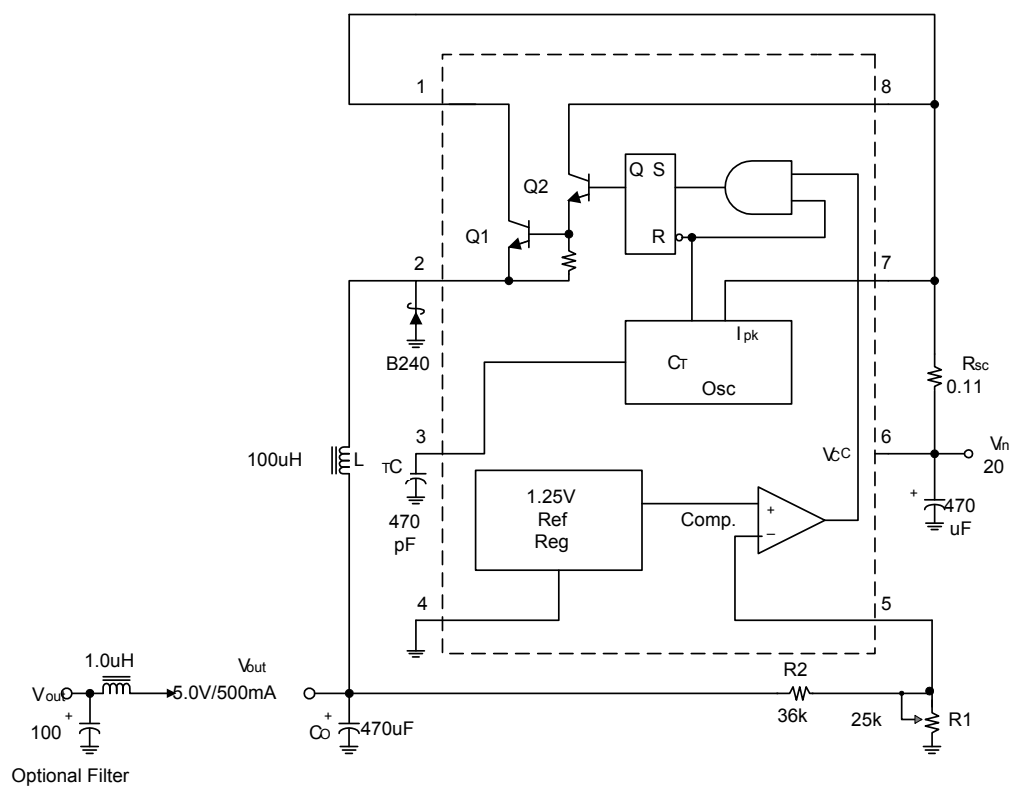 1
8
Q S
Q2
Q1
R
2
7
Ipk
B240
CT
Osc
Rsc
0.11
3
6
Vin
20
100uH
L
TC
VCC
470
pF
1.25V
Ref
Reg
Comp.
+
−
+
470
uF
4
5
1.0uH
Vout
R2
Vout
5.0V/500mA
36k
25k
R1
+
100
+
CO
470uF
Optional Filter